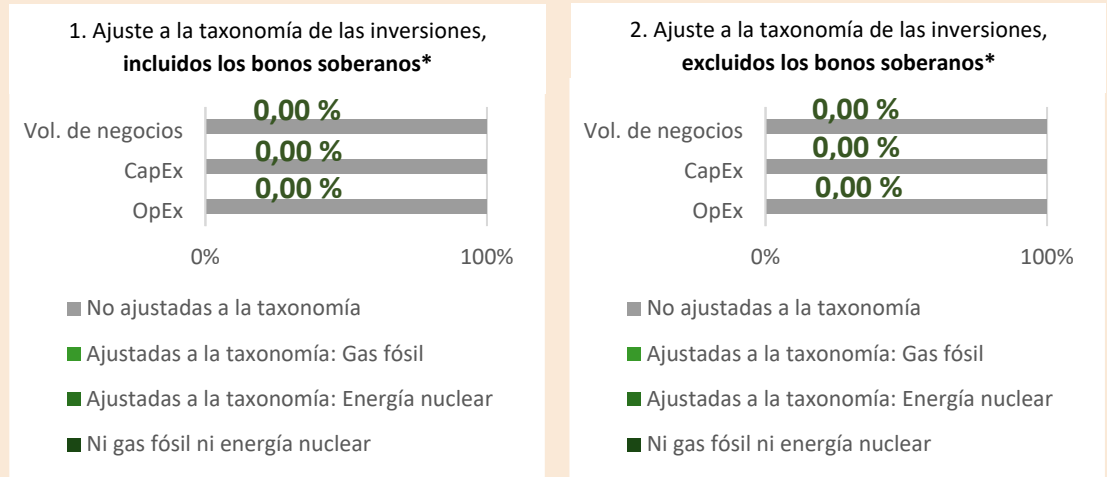 1. Ajuste a la taxonomía de las inversiones,
incluidos los bonos soberanos*
0,00 %
Vol. de negocios
0,00 %
CapEx
0,00 %
OpEx
0%
100%
No ajustadas a la taxonomía
Ajustadas a la taxonomía: Gas fósil
Ajustadas a la taxonomía: Energía nuclear
Ni gas fósil ni energía nuclear
2. Ajuste a la taxonomía de las inversiones,
excluidos los bonos soberanos*
0,00 %
Vol. de negocios
0,00 %
CapEx
0,00 %
OpEx
0%
100%
No ajustadas a la taxonomía
Ajustadas a la taxonomía: Gas fósil
Ajustadas a la taxonomía: Energía nuclear
Ni gas fósil ni energía nuclear